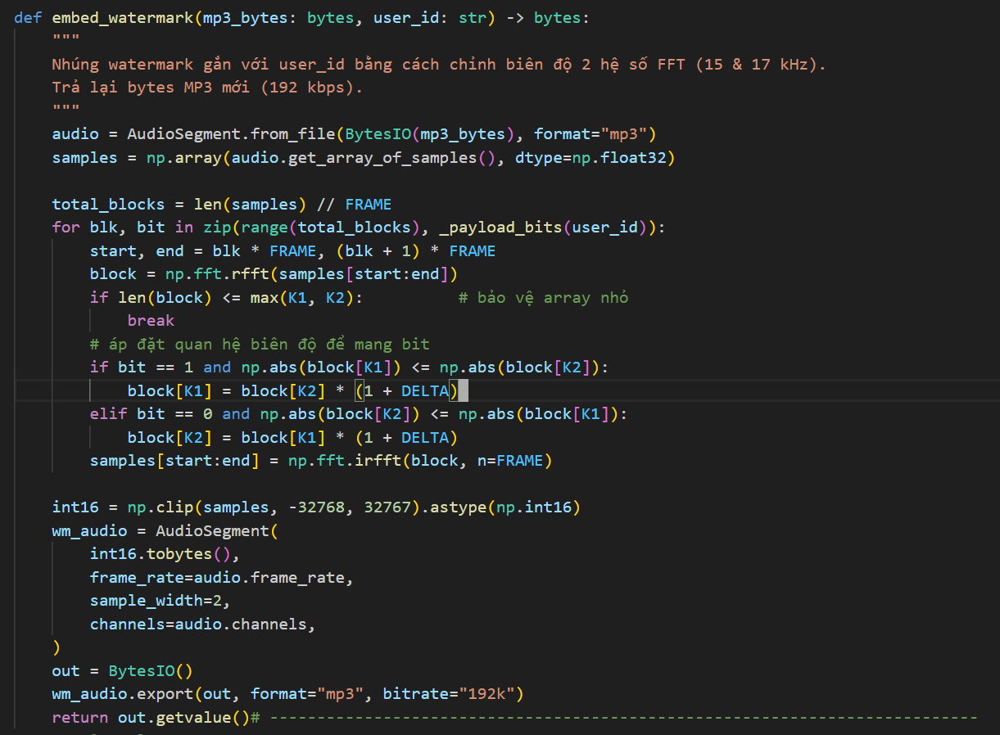 def embed_watermark(mp3_bytes: bytes, user_id: str) -> bytes:
    """
    Nhúng watermark gắn với user_id bằng cách chỉnh biên độ 2 hệ số FFT (15 & 17 kHz).
    Trả lại bytes MP3 mới (192 kbps).
    """
    audio = AudioSegment.from_file(BytesIO(mp3_bytes), format="mp3")
    samples = np.array(audio.get_array_of_samples(), dtype=np.float32)

    total_blocks = len(samples) // FRAME
    for blk, bit in zip(range(total_blocks), _payload_bits(user_id)):
        start, end = blk * FRAME, (blk + 1) * FRAME
        block = np.fft.rfft(samples[start:end])
        if len(block) <= max(K1, K2):          # bảo vệ array nhỏ
            break
        # áp đặt quan hệ biên độ để mang bit
        if bit == 1 and np.abs(block[K1]) <= np.abs(block[K2]):
            block[K1] = block[K2] * (1 + DELTA)
        elif bit == 0 and np.abs(block[K2]) <= np.abs(block[K1]):
            block[K2] = block[K1] * (1 + DELTA)
        samples[start:end] = np.fft.irfft(block, n=FRAME)

    int16 = np.clip(samples, -32768, 32767).astype(np.int16)
    wm_audio = AudioSegment(
        int16.tobytes(),
        frame_rate=audio.frame_rate,
        sample_width=2,
        channels=audio.channels,
    )
    out = BytesIO()
    wm_audio.export(out, format="mp3", bitrate="192k")
    return out.getvalue()# ---------------------------------------------------------------------------